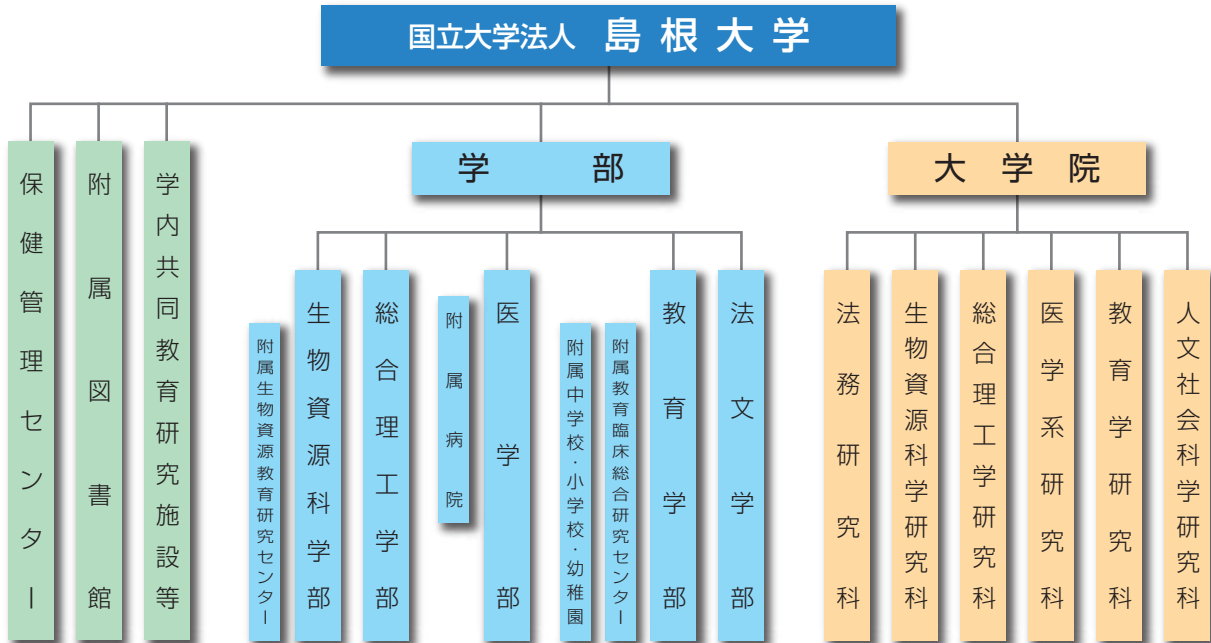 国立大学法人 島根大学
学部
大学院
保健管理センター
附属図書館
学内共同教育研究施設等
附属生物資源教育研究センター
生物資源科学部
総合理工学部
附属病院
医学部
附属中学校・小学校・幼稚園
附属教育臨床総合研究センター
教育学部
法文学部
法務研究科
生物資源科学研究科
総合理工学研究科
医学系研究科
教育学研究科
人文社会科学研究科